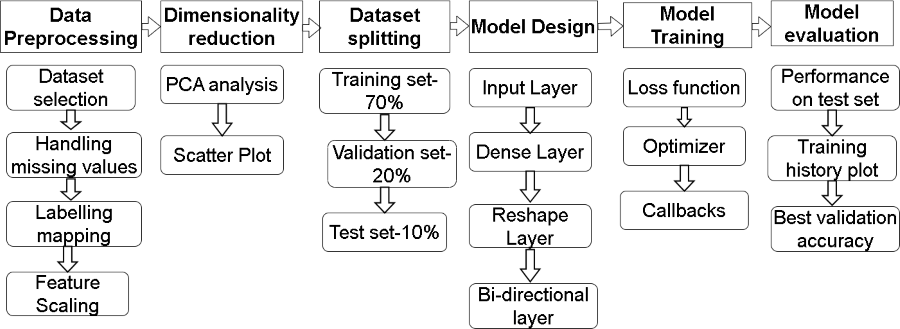 Data
Preprocessing
Dimensionality
reduction
Dataset
splitting
Model Design
Model
Training
Model
evaluation
Dataset
selection
Handling
missing values
Labelling
mapping
Feature
Scaling
PCA analysis
Scatter Plot
Training set-
70%
Validation set-
20%
Test set-10%
Input Layer
Dense Layer
Reshape
Layer
Bi-directional
layer
Loss function
Optimizer
Callbacks
Performance
on test set
Training
history plot
Best validation
accuracy